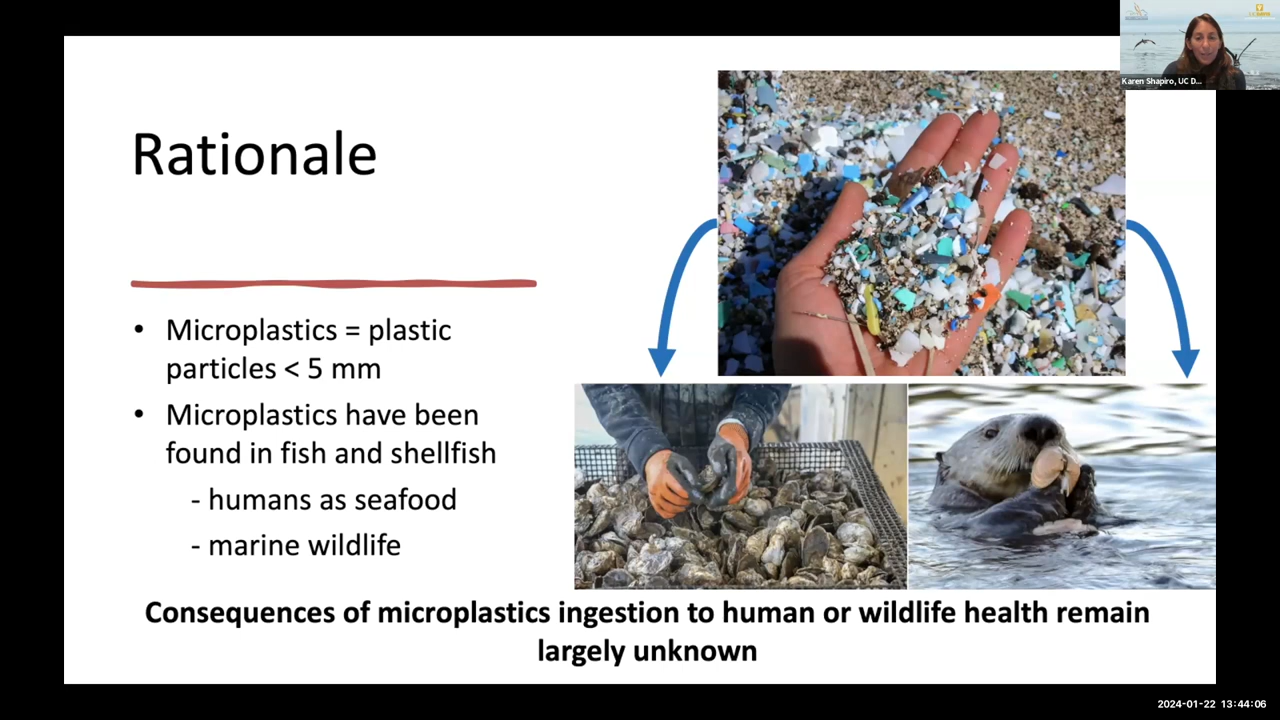 Karen Shapiro, UC D...
Rationale
• Microplastics = plastic
particles < 5 mm
• Microplastics have been
found in fish and shellfish
- humans as seafood
- marine wildlife
Consequences of microplastics ingestion to human or wildlife health remain
largely unknown
2024-01-22 13:44:06